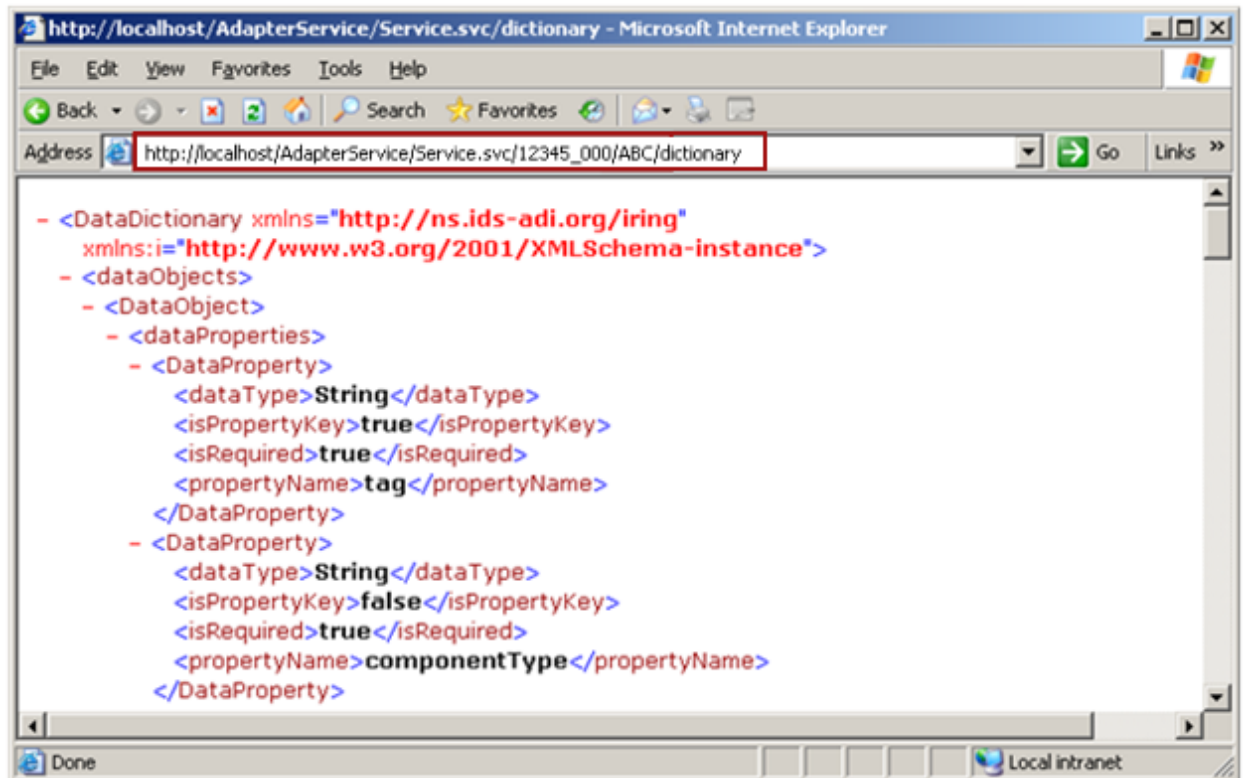 http://localhost/AdapterService/Service.svc/dictionary - Microsoft Internet Explorer
File Edit View Favorites Tools Help
Back Search Favorites
Address http://localhost/AdapterService/Service.svc/12345_000/ABC/dictionary Go Links »
- <DataDictionary xmlns="http://ns.ids-adi.org/iring"
xmlns:i="http://www.w3.org/2001/XMLSchema-instance">
- <dataObjects>
- <DataObject>
- <dataProperties>
- <DataProperty>
<dataType>String</dataType>
<isPropertyKey>true</isPropertyKey>
<isRequired>true</isRequired>
<propertyName>tag</propertyName>
</DataProperty>
- <DataProperty>
<dataType>String</dataType>
<isPropertyKey>false</isPropertyKey>
<isRequired>true</isRequired>
<propertyName>componentType</propertyName>
</DataProperty>
Done Local intranet